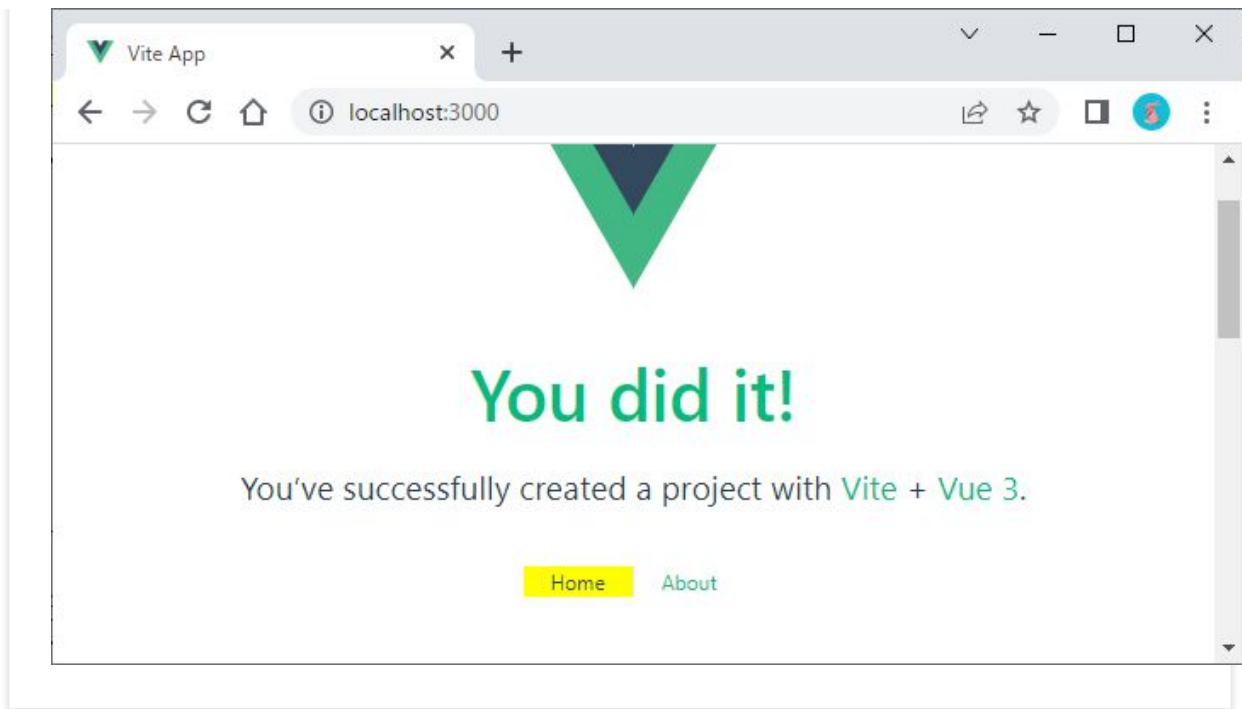 Vite App
localhost:3000
You did it!
You’ve successfully created a project with Vite + Vue 3.
Home About